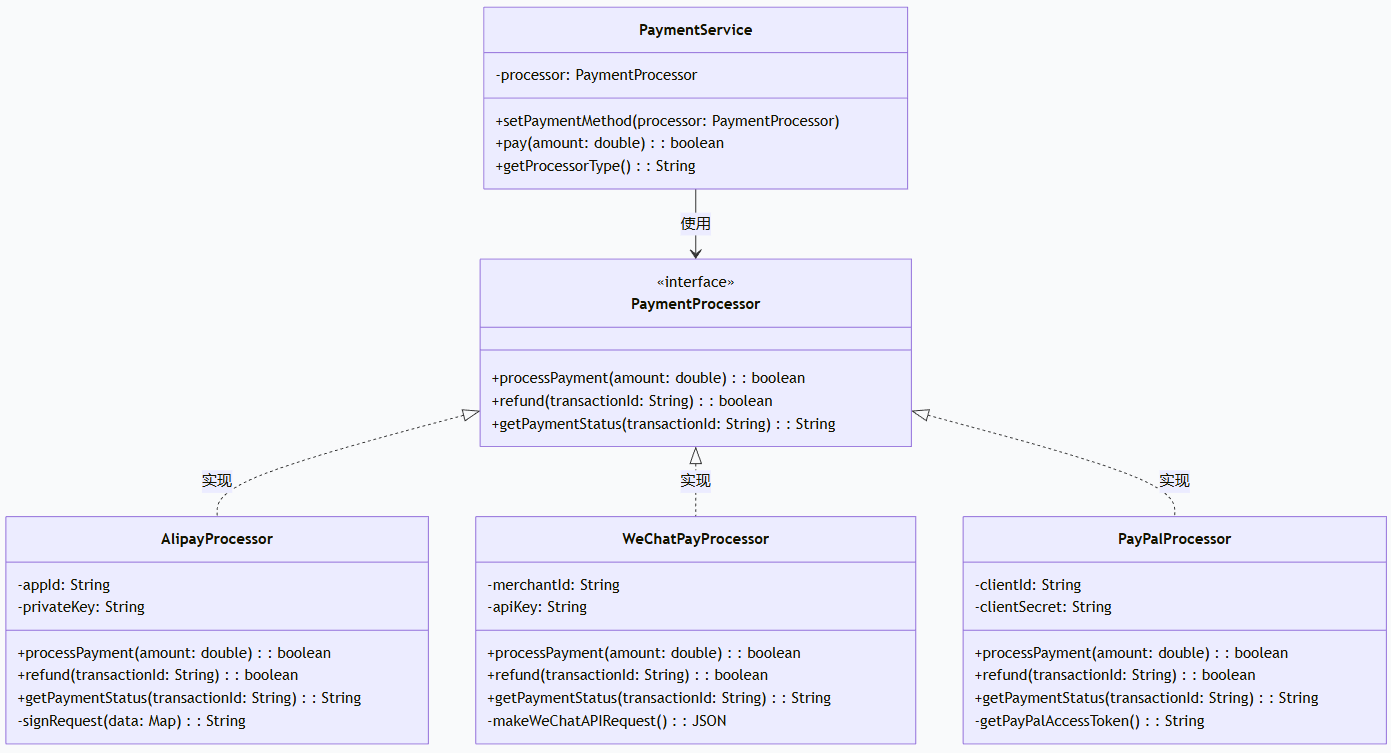 PaymentService
-processor: PaymentProcessor
+setPaymentMethod(processor: PaymentProcessor)
+pay(amount: double) : : boolean
+getProcessorType() : : String
使用
«interface»
PaymentProcessor
+processPayment(amount: double) : : boolean
+refund(transactionId: String) : : boolean
+getPaymentStatus(transactionId: String) : : String
实现
实现
实现
AlipayProcessor
-appId: String
-privateKey: String
+processPayment(amount: double) : : boolean
+refund(transactionId: String) : : boolean
+getPaymentStatus(transactionId: String) : : String
-signRequest(data: Map) : : String
WeChatPayProcessor
-merchantId: String
-apiKey: String
+processPayment(amount: double) : : boolean
+refund(transactionId: String) : : boolean
+getPaymentStatus(transactionId: String) : : String
-makeWeChatAPIRequest() : : JSON
PayPalProcessor
-clientId: String
-clientSecret: String
+processPayment(amount: double) : : boolean
+refund(transactionId: String) : : boolean
+getPaymentStatus(transactionId: String) : : String
-getPayPalAccessToken() : : String